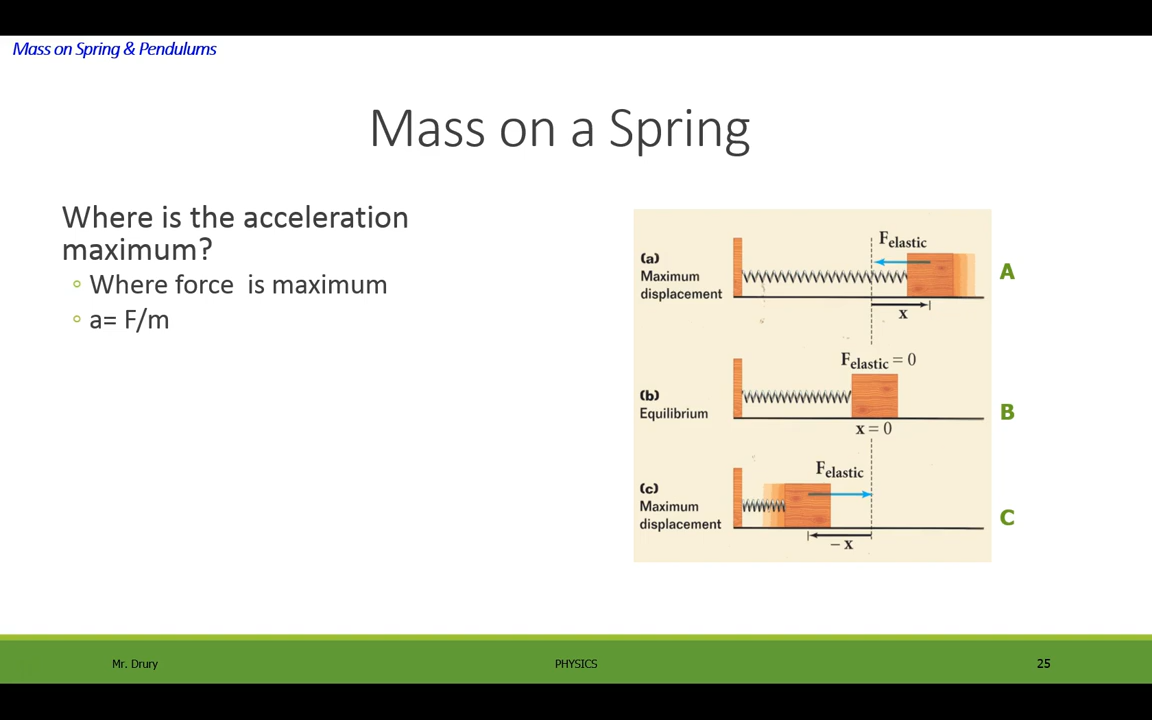 Mass on Spring & Pendulums
Mass on a Spring
Where is the acceleration
maximum?
Where force  is maximum
a= F/m
(a)
Maximum
displacement
Felastic
x
A
(b)
Equilibrium
Felastic = 0
x = 0
B
(c)
Maximum
displacement
Felastic
– x
C
Mr. Drury
PHYSICS
25